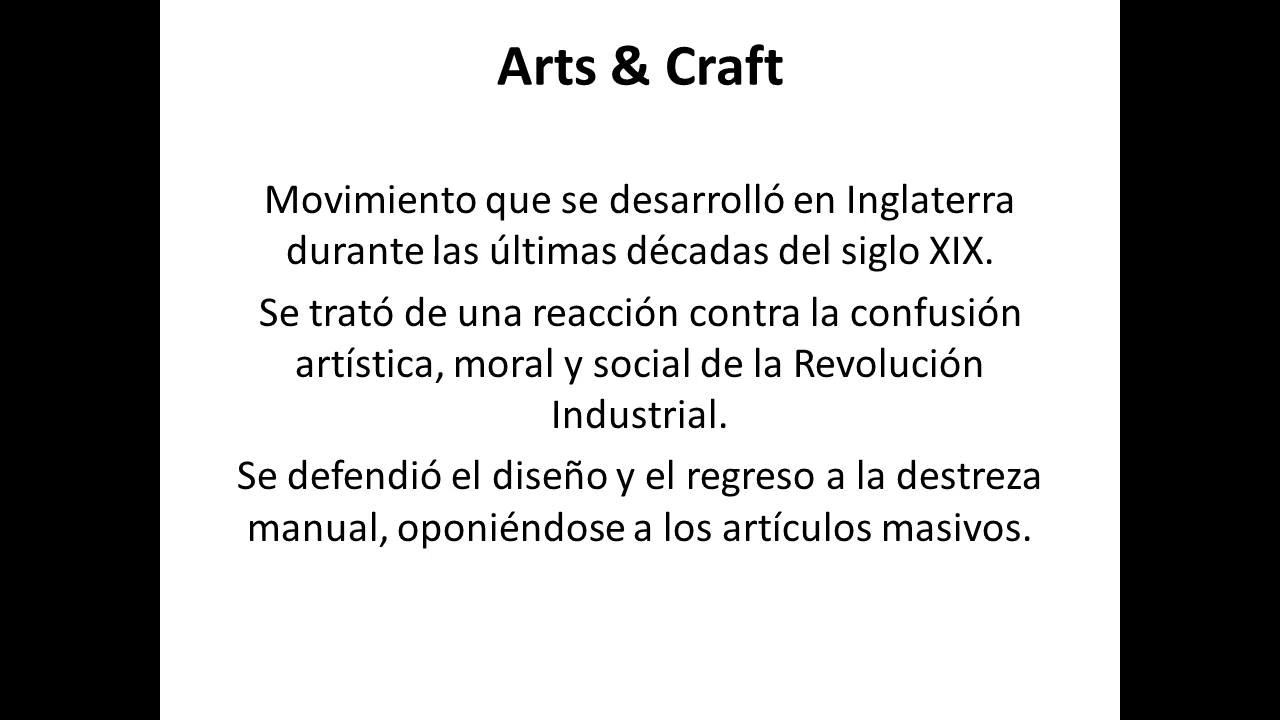 Arts & Craft
Movimiento que se desarrolló en Inglaterra
durante las últimas décadas del siglo XIX.
Se trató de una reacción contra la confusión
artística, moral y social de la Revolución
Industrial.
Se defendió el diseño y el regreso a la destreza
manual, oponiéndose a los artículos masivos.